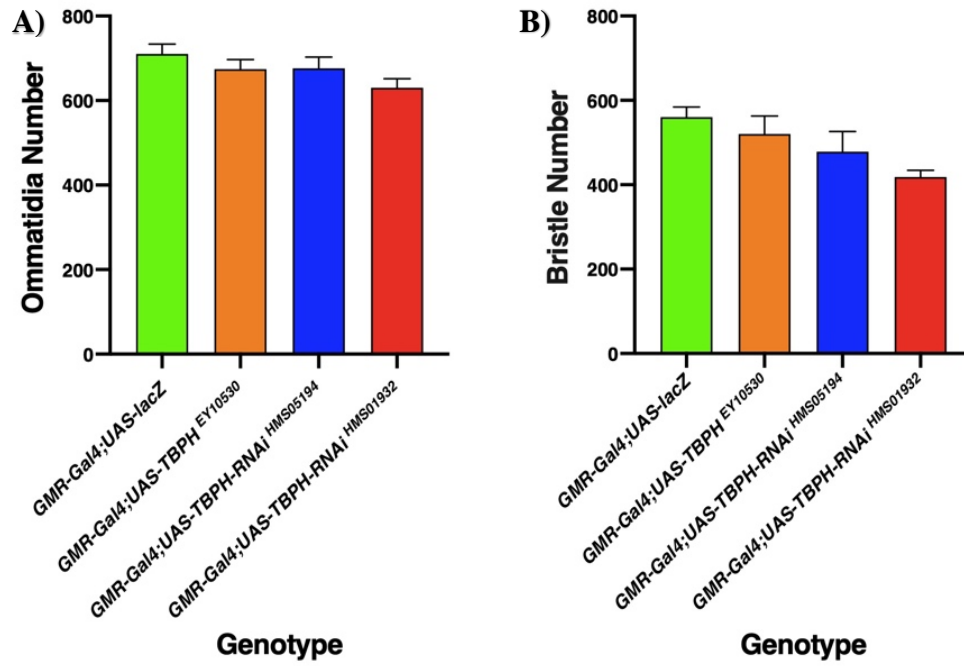 A)
Ommatidia Number
800
600
400
200
0
GMR-Gal4;UAS-lacZ
GMR-Gal4;UAS-TBPH EY10530
GMR-Gal4;UAS-TBPH-RNAi HMS05194
GMR-Gal4;UAS-TBPH-RNAi HMS01932
Genotype
B)
Bristle Number
800
600
400
200
0
GMR-Gal4;UAS-lacZ
GMR-Gal4;UAS-TBPH EY10530
GMR-Gal4;UAS-TBPH-RNAi HMS05194
GMR-Gal4;UAS-TBPH-RNAi HMS01932
Genotype